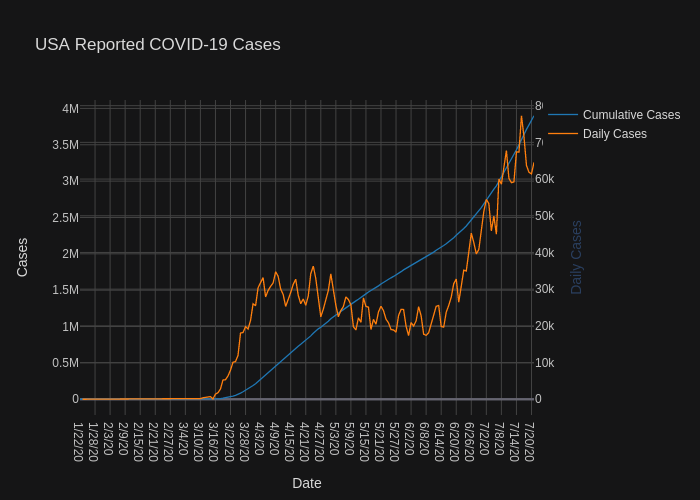 USA Reported COVID-19 Cases
Cumulative Cases
Daily Cases
4M
3.5M
3M
2.5M
2M
1.5M
1M
0.5M
0
60k
50k
40k
30k
20k
10k
0
Cases
Daily Cases
1/22/20
1/28/20
2/3/20
2/9/20
2/15/20
2/21/20
2/27/20
3/4/20
3/10/20
3/16/20
3/22/20
3/28/20
4/3/20
4/9/20
4/15/20
4/21/20
4/27/20
5/3/20
5/9/20
5/15/20
5/21/20
5/27/20
6/2/20
6/8/20
6/14/20
6/20/20
6/26/20
7/2/20
7/8/20
7/14/20
7/20/20
Date